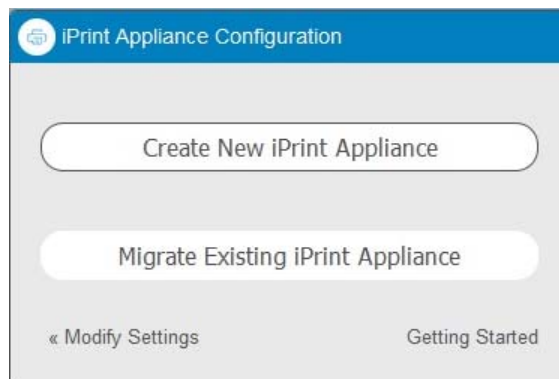 iPrint Appliance Configuration
Create New iPrint Appliance
Migrate Existing iPrint Appliance
« Modify Settings
Getting Started